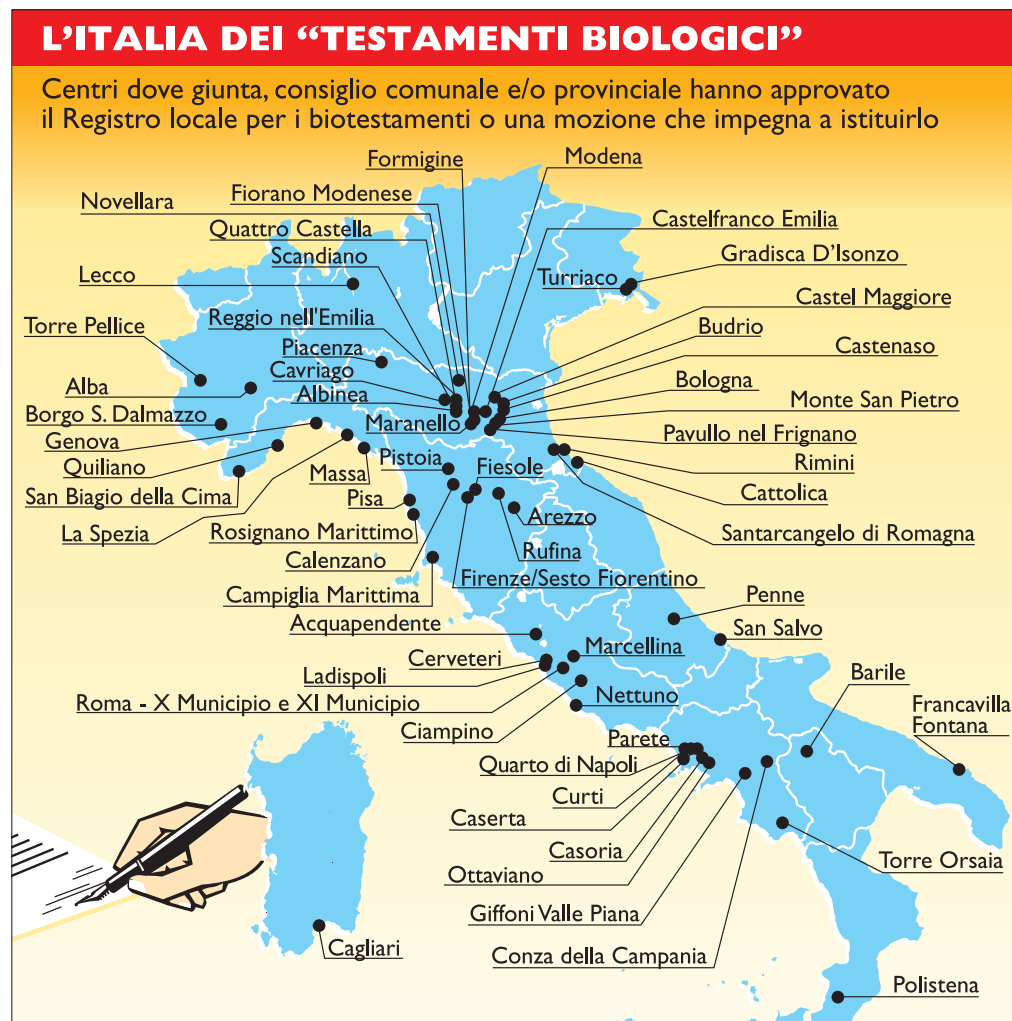 L'ITALIA DEI “TESTAMENTI BIOLOGICI”
Centri dove giunta, consiglio comunale e/o provinciale hanno approvato
il Registro locale per i biotestamenti o una mozione che impegna a istituirlo
Formigine
Modena
Fiorano Modenese
Novellara
Castelfranco Emilia
Quattro Castella
Gradisca D'Isonzo
Scandiano
Lecco
Turriaco
Castel Maggiore
Torre Pellice
Reggio nell'Emilia
Budrio
Piacenza
Castenaso
Cavriago
Bologna
Alba
Albinea
Monte San Pietro
Borgo S. Dalmazzo
Maranello
Pavullo nel Frignano
Genova
Pistoia
Fiesole
Rimini
Quiliano
Massa
San Biagio della Cima
Pisa
Cattolica
La Spezia
Rosignano Marittimo
Arezzo
Santarcangelo di Romagna
Calenzano
Rufina
Firenze/Sesto Fiorentino
Campiglia Marittima
Penne
Acquapendente
San Salvo
Cerveteri
Marcellina
Ladispoli
Barile
Roma - X Municipio e XI Municipio
Nettuno
Francavilla
Fontana
Ciampino
Parete
Quarto di Napoli
Curti
Caserta
Casoria
Torre Orsaia
Ottaviano
Giffoni Valle Piana
Cagliari
Conza della Campania
Polistena